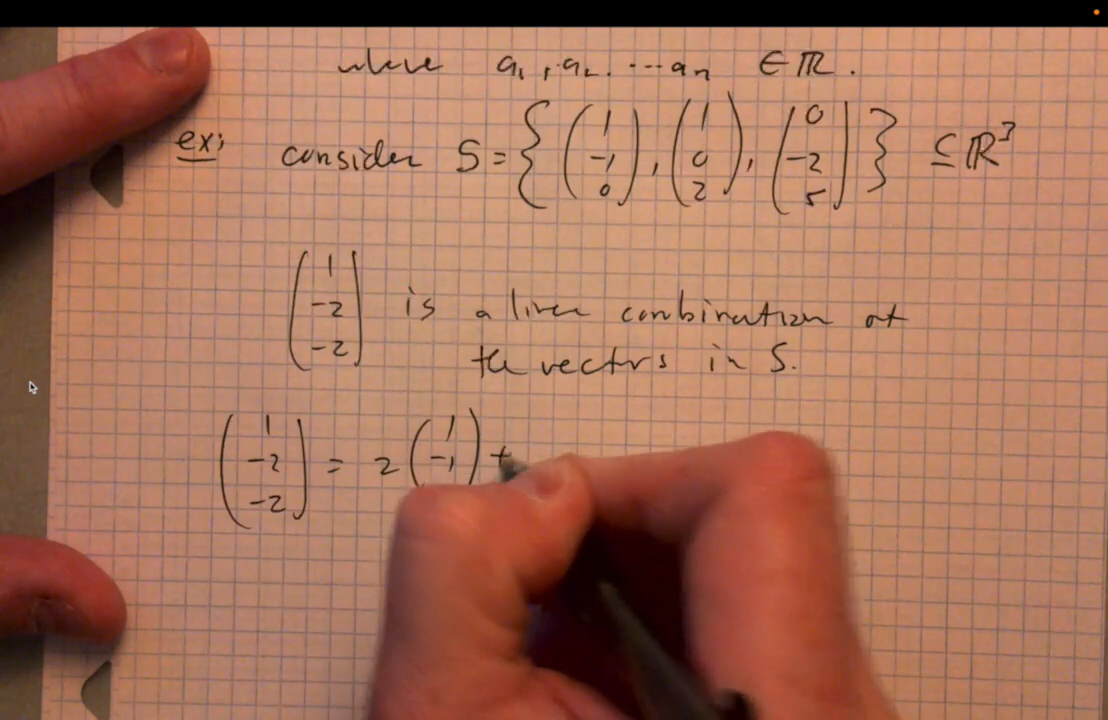 where a₁, a₂. ... aₙ ∈ ℝ.
ex: consider S = { (1 -1 0), (1 0 2), (0 -2 5) } ⊆ ℝ³
(1 -2 -2) is a linear combination of
the vectors in S.
(1 -2 -2) = 2 (1 -1) +